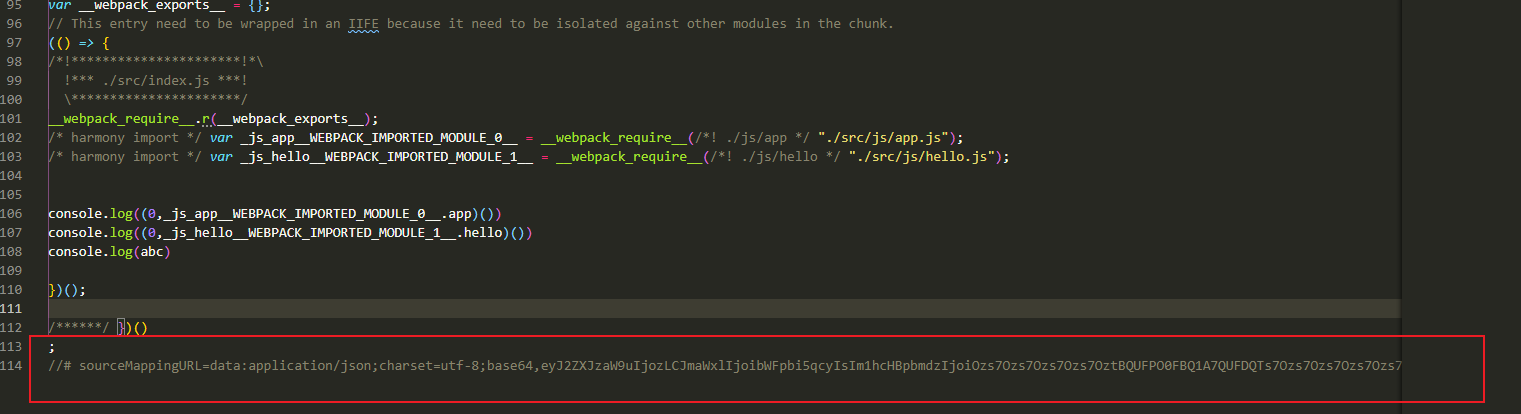 95 var __webpack_exports__ = {};
96 // This entry need to be wrapped in an IIFE because it need to be isolated against other modules in the chunk.
97 (() => {
98 /*!**********************!*\
99   !*** ./src/index.js ***!
100   \**********************/
101 __webpack_require__.r(__webpack_exports__);
102 /* harmony import */ var _js_app__WEBPACK_IMPORTED_MODULE_0__ = __webpack_require__(/*! ./js/app */ "./src/js/app.js");
103 /* harmony import */ var _js_hello__WEBPACK_IMPORTED_MODULE_1__ = __webpack_require__(/*! ./js/hello */ "./src/js/hello.js");
104
105
106 console.log((0,_js_app__WEBPACK_IMPORTED_MODULE_0__.app)())
107 console.log((0,_js_hello__WEBPACK_IMPORTED_MODULE_1__.hello)())
108 console.log(abc)
109
110 })();
111
112 /******/ })()
113 ;
114 //# sourceMappingURL=data:application/json;charset=utf-8;base64,eyJ2ZXJzaW9uIjozLCJmaWxlIjoibWFpbi5qcyIsIm1hcHBpbmdzIjoiOzs7Ozs7Ozs7Ozs7OztBQUFPO0FBQ1A7QUFDQTs7Ozs7Ozs7Ozs7Ozs7